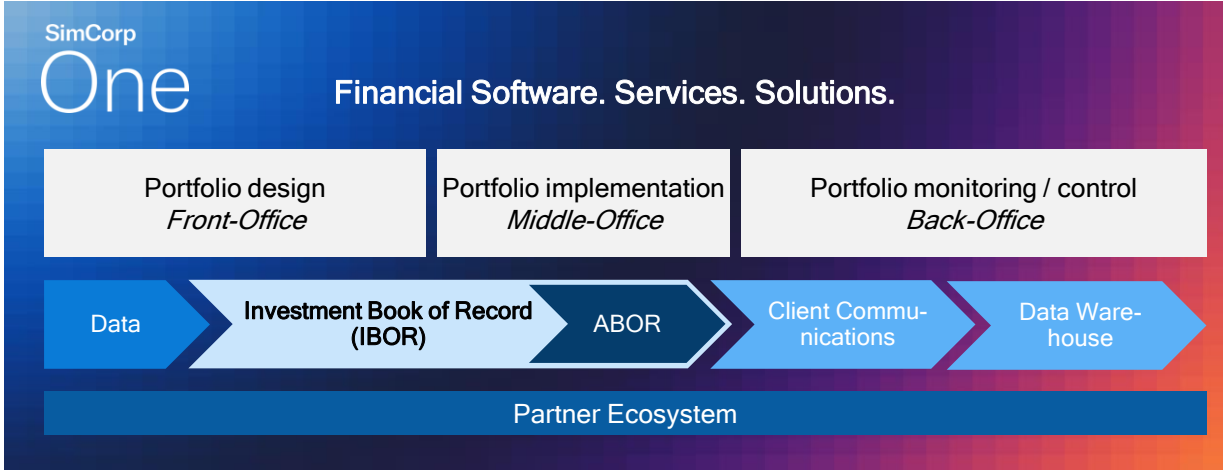 SimCorp
One
Financial Software. Services. Solutions.
Portfolio design
Front-Office
Portfolio implementation
Middle-Office
Portfolio monitoring / control
Back-Office
Data
Investment Book of Record
(IBOR)
ABOR
Client Commu-
nications
Data Ware-
house
Partner Ecosystem